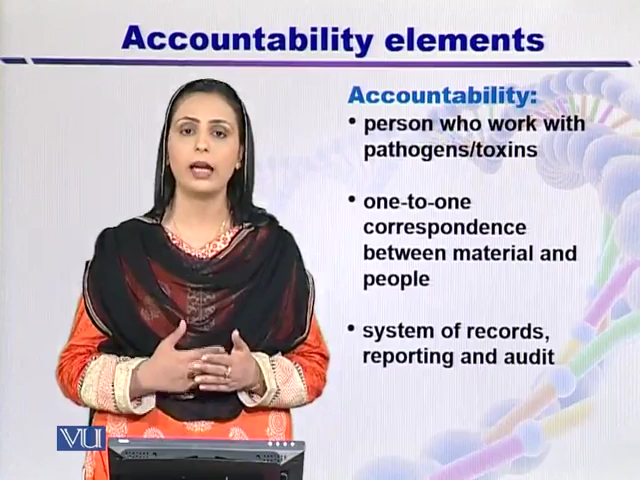 Accountability elements
Accountability:
• person who work with
pathogens/toxins
• one-to-one
correspondence
between material and
people
• system of records,
reporting and audit
VU